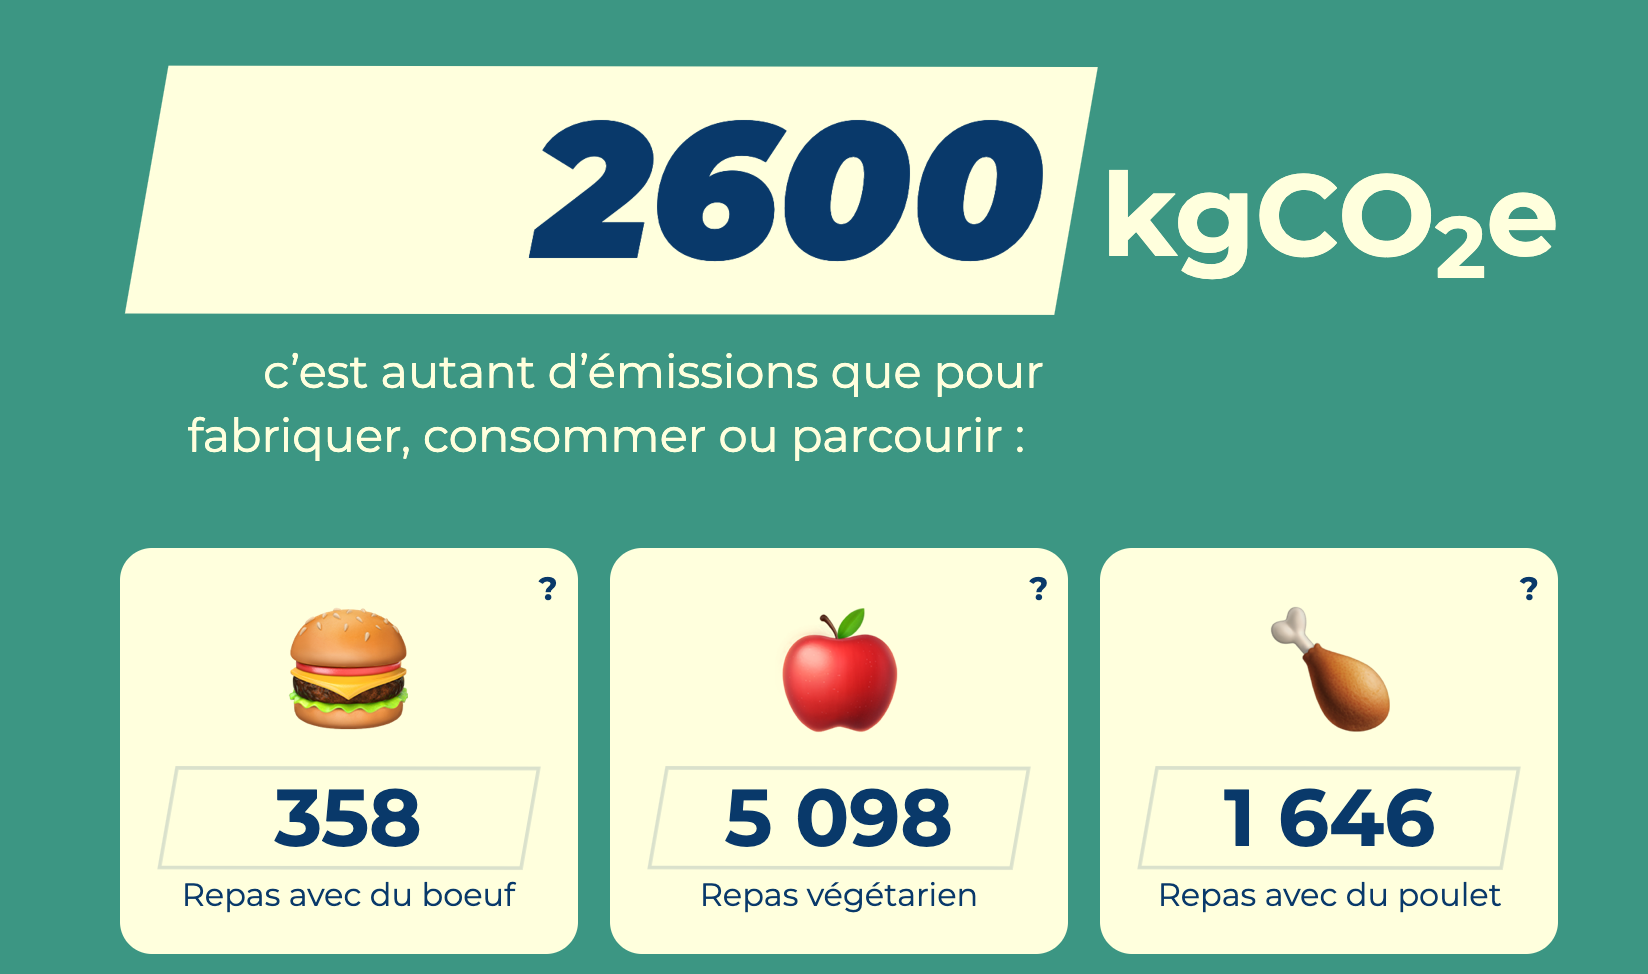 2600 kgCO₂e
c’est autant d’émissions que pour
fabriquer, consommer ou parcourir :
?
358
Repas avec du boeuf
?
5 098
Repas végétarien
?
1 646
Repas avec du poulet